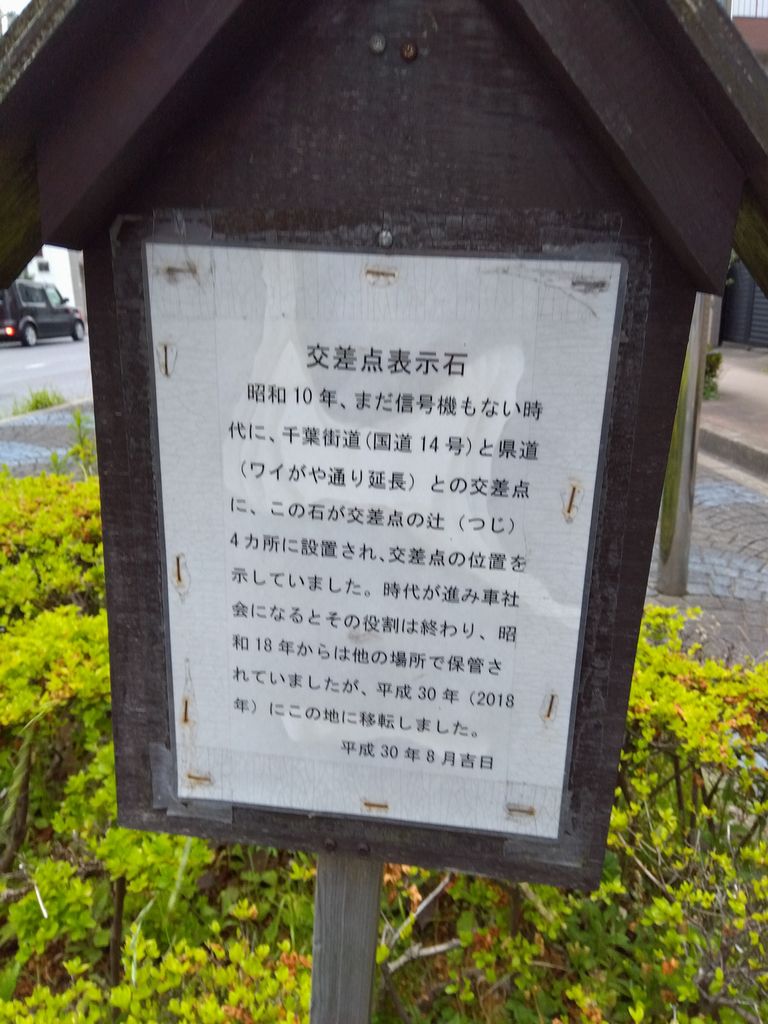 交差点表示石
昭和10年、まだ信号機もない時
代に、千葉街道(国道14号)と県道
(ワイがや通り延長)との交差点
に、この石が交差点の辻(つじ)
4カ所に設置され、交差点の位置を
示していました。時代が進み車社
会になるとその役割は終わり、昭
和18年からは他の場所で保管さ
れていましたが、平成30年(2018
年)にこの地に移転しました。
平成30年8月吉日